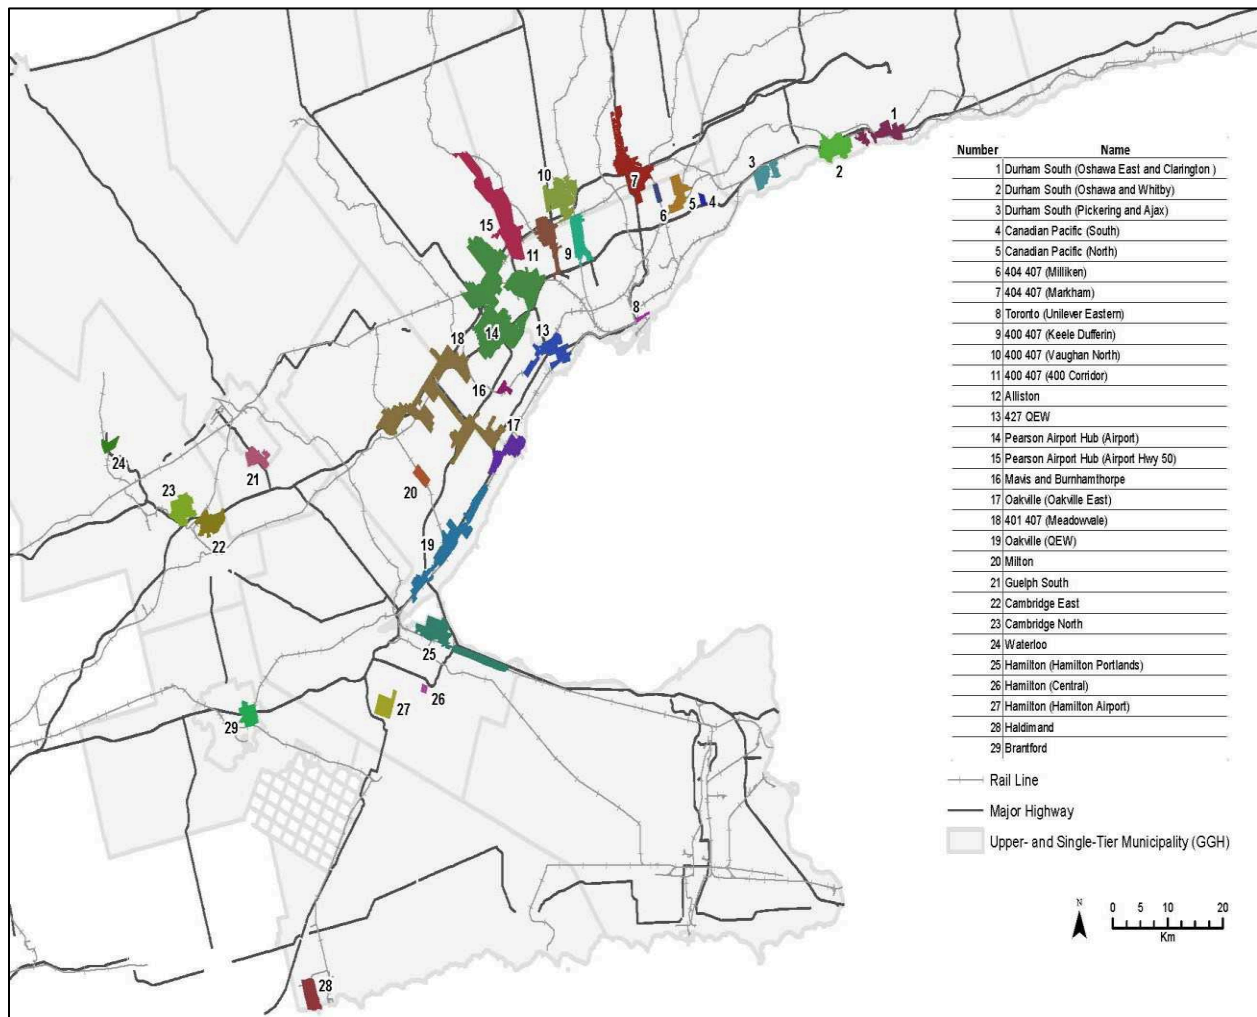 1
2
3
4
5
6
7
8
9
10
11
13
14
15
16
17
18
19
20
21
22
23
24
25
26
27
28
29
Number Name
1 Durham South (Oshawa East and Clarington )
2 Durham South (Oshawa and Whitby)
3 Durham South (Pickering and Ajax)
4 Canadian Pacific (South)
5 Canadian Pacific (North)
6 404 407 (Milliken)
7 404 407 (Markham)
8 Toronto (Unilever Eastern)
9 400 407 (Keele Dufferin)
10 400 407 (Vaughan North)
11 400 407 (400 Corridor)
12 Alliston
13 427 QEW
14 Pearson Airport Hub (Airport)
15 Pearson Airport Hub (Airport Hwy 50)
16 Mavis and Burnhamthorpe
17 Oakville (Oakville East)
18 401 407 (Meadowvale)
19 Oakville (QEW)
20 Milton
21 Guelph South
22 Cambridge East
23 Cambridge North
24 Waterloo
25 Hamilton (Hamilton Portlands)
26 Hamilton (Central)
27 Hamilton (Hamilton Airport)
28 Haldimand
29 Brantford
Rail Line
Major Highway
Upper- and Single-Tier Municipality (GGH)
N
0 5 10 20
Km